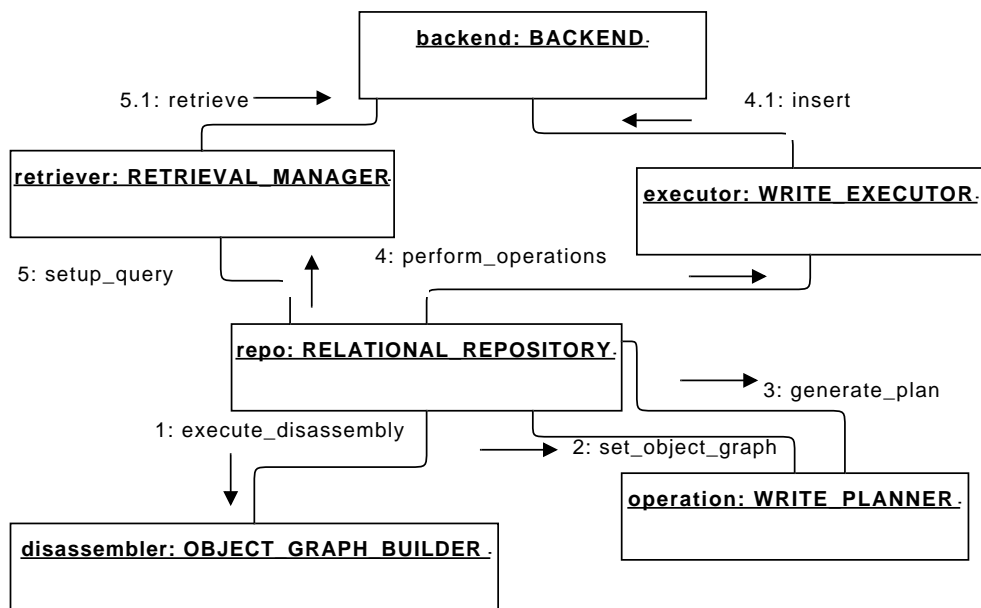 backend: BACKEND
5.1: retrieve
4.1: insert
retriever: RETRIEVAL_MANAGER
executor: WRITE_EXECUTOR
5: setup_query
4: perform_operations
repo: RELATIONAL_REPOSITORY
3: generate_plan
1: execute_disassembly
2: set_object_graph
operation: WRITE_PLANNER
disassembler: OBJECT_GRAPH_BUILDER